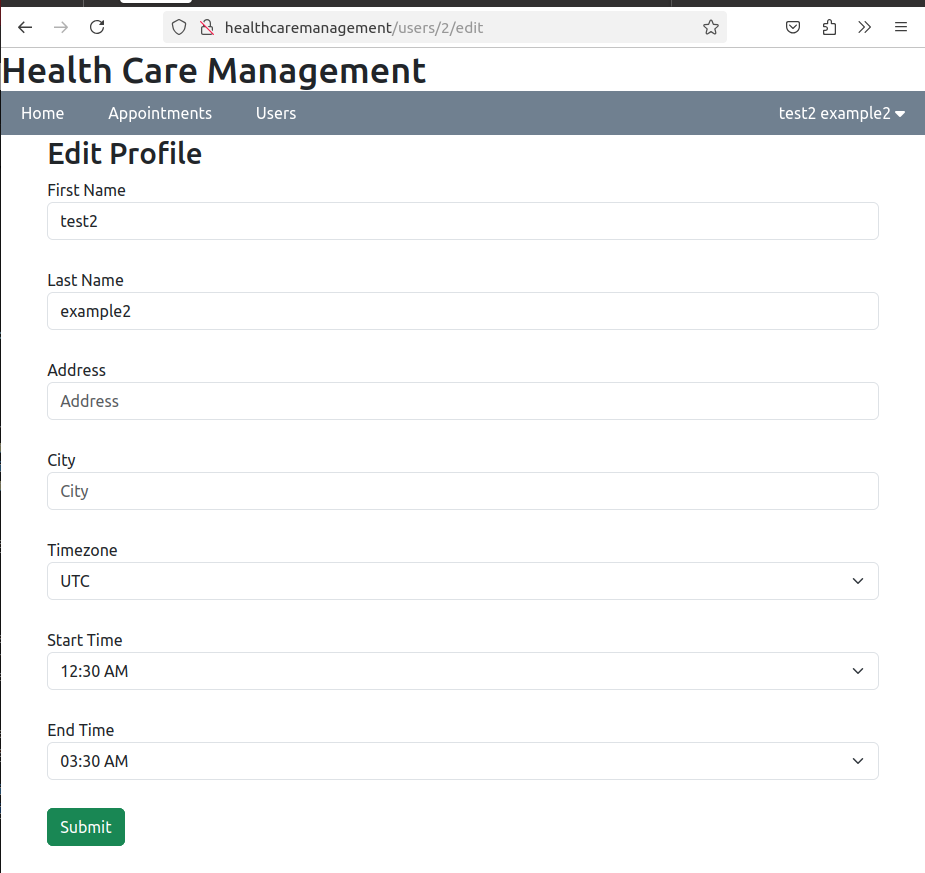 healthcaremanagement/users/2/edit
Health Care Management
Home Appointments Users test2 example2
Edit Profile
First Name
test2
Last Name
example2
Address
Address
City
City
Timezone
UTC
Start Time
12:30 AM
End Time
03:30 AM
Submit